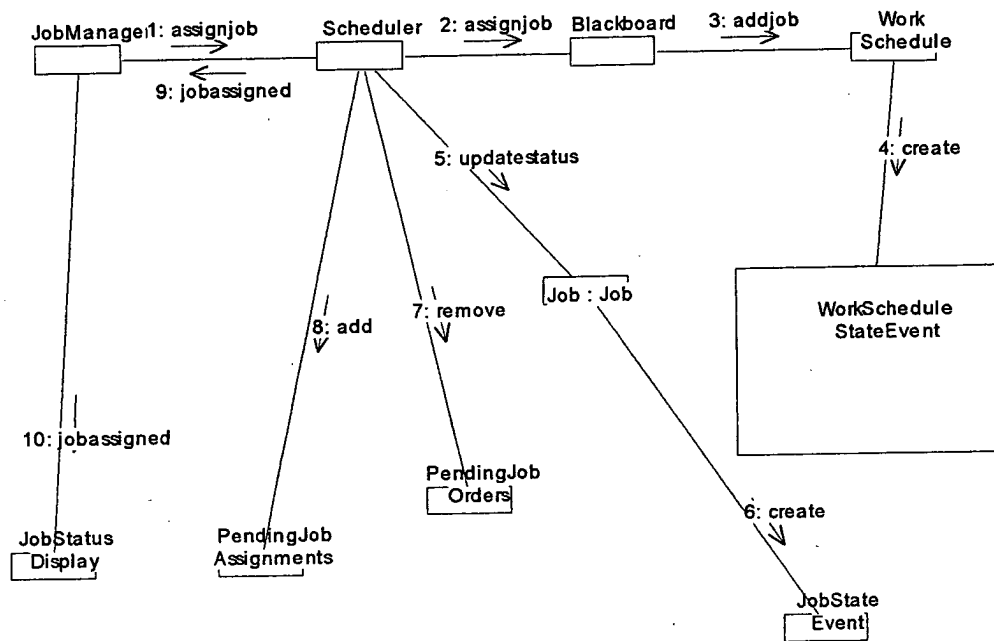 JobManager
1: assignjob
Scheduler
2: assignjob
Blackboard
3: addjob
Work
Schedule
9: jobassigned
4: create
5: updatestatus
Job : Job
WorkSchedule
StateEvent
8: add
7: remove
10: jobassigned
PendingJob
Orders
6: create
JobStatus
Display
PendingJob
Assignments
JobState
Event